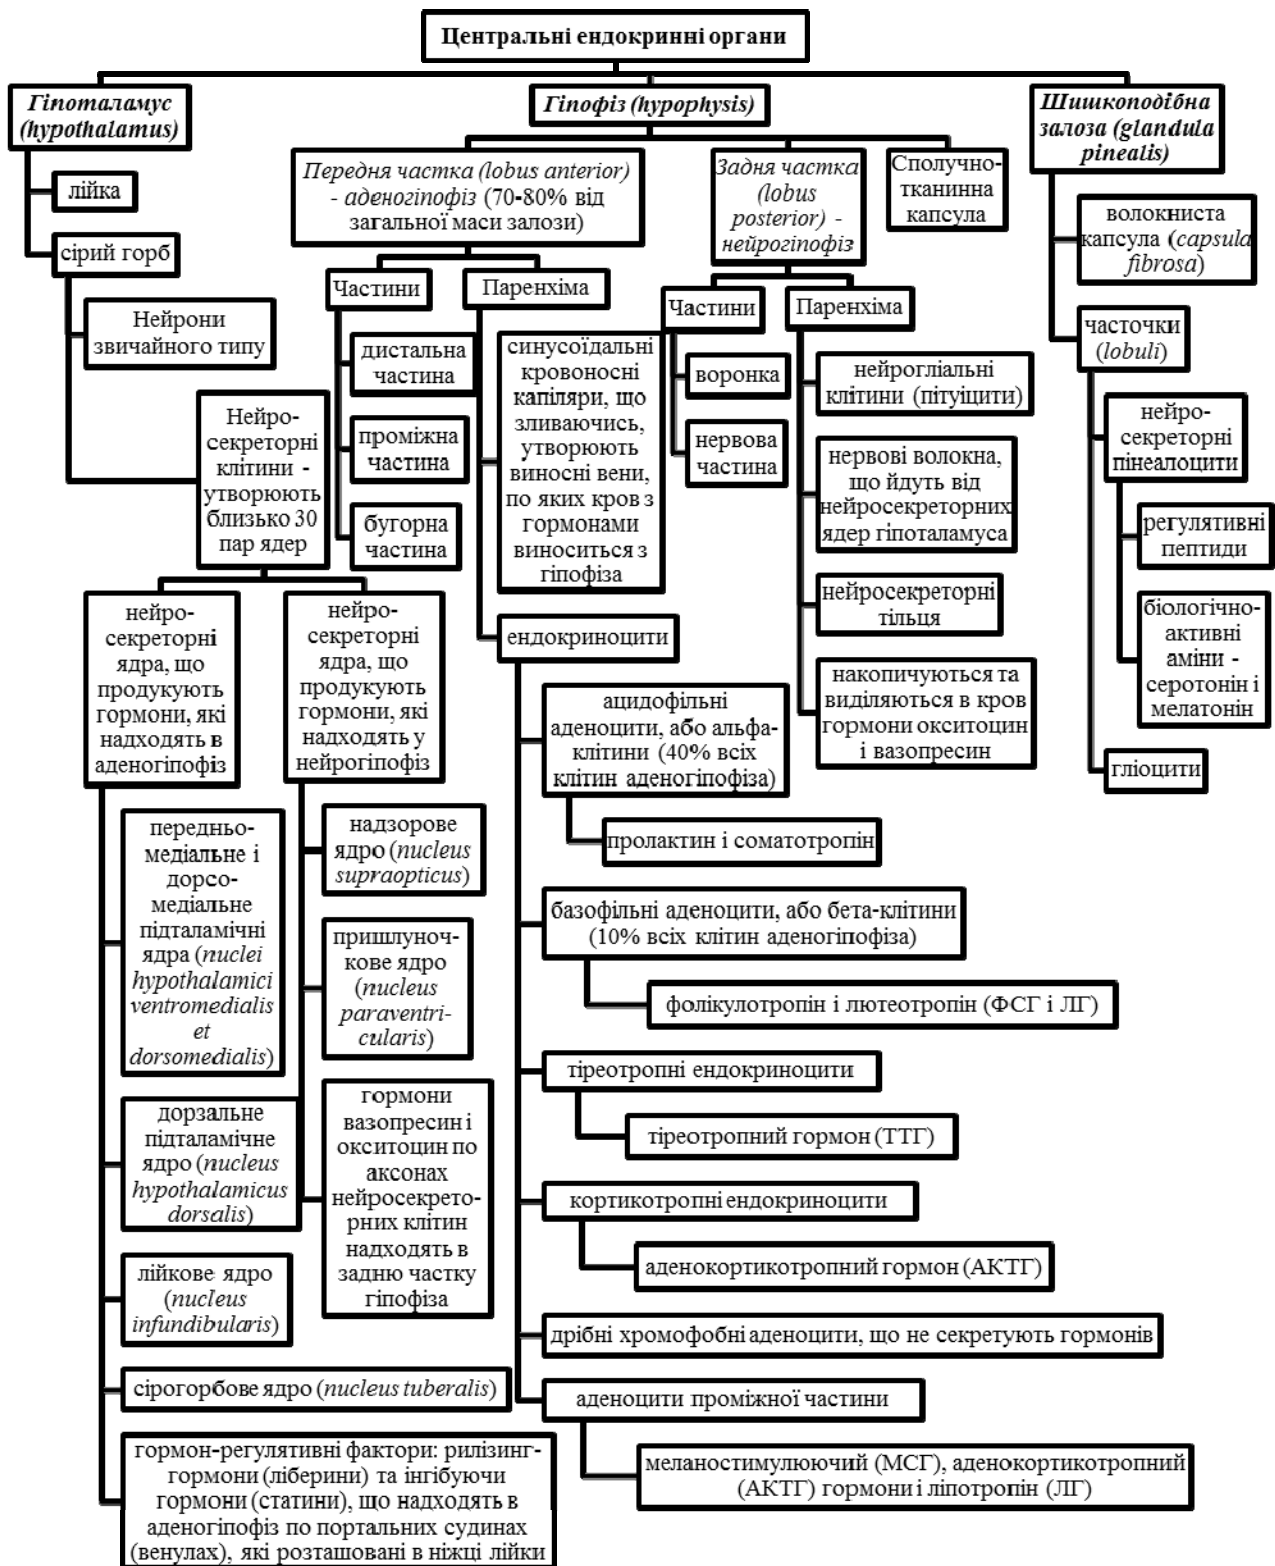 Центральні ендокринні органи
Гіпоталамус
(hypothalamus)
лійка
сірий горб
Нейрони
звичайного типу
Нейро-
секреторні
клітини -
утворюють
близько 30
пар ядер
нейро-
секреторні
ядра, що
продукують
гормони, які
надходять в
аденогіпофіз
передньо-
медіальне і
дорсо-
медіальне
підталамічні
ядра (nuclei
hypothalamici
ventromedialis
et
dorsomedialis)
дорзальне
підталамічне
ядро (nucleus
hypothalamicus
dorsalis)
лійкове ядро
(nucleus
infundibularis)
сірогорбове ядро (nucleus tuberalis)
гормон-регулятивні фактори: рилізинг-
гормони (ліберини) та інгібуючи
гормони (статини), що надходять в
аденогіпофіз по портальних судинах
(венулах), які розташовані в ніжці лійки
нейро-
секреторні
ядра, що
продукують
гормони, які
надходять у
нейрогіпофіз
надзорове
ядро (nucleus
supraopticus)
пришлуноч-
кове ядро
(nucleus
paraventri-
cularis)
гормони
вазопресин і
окситоцин по
аксонах
нейросекрето-
рних клітин
надходять в
задню частку
гіпофіза
Гіпофіз (hypophysis)
Передня частка (lobus anterior)
- аденогіпофіз (70-80% від
загальної маси залози)
Частини
дистальна
частина
проміжна
частина
бугорна
частина
Паренхіма
синусоїдальні
кровоносні
капіляри, що
зливаючись,
утворюють
виносні вени,
по яких кров з
гормонами
виноситься з
гіпофіза
ендокриноцити
ацидофільні
аденоцити, або альфа-
клітини (40% всіх
клітин аденогіпофіза)
пролактин і соматотропін
базофільні аденоцити, або бета-клітини
(10% всіх клітин аденогіпофіза)
фолікулотропін і лютеотропін (ФСГ і ЛГ)
тіреотропні ендокриноцити
тіреотропний гормон (ТТГ)
кортикотропні ендокриноцити
аденокортикотропний гормон (АКТГ)
дрібні хромофобні аденоцити, що не секретують гормонів
аденоцити проміжної частини
меланостимулюючий (МСГ), аденокортикотропний
(АКТГ) гормони і ліпотропін (ЛГ)
Задня частка
(lobus
posterior) -
нейрогіпофіз
Частини
воронка
нервова
частина
Паренхіма
нейрогліальні
клітини (пітуіцити)
нервові волокна,
що йдуть від
нейросекреторних
ядер гіпоталамуса
нейросекреторні
тільця
накопичуються та
виділяються в кров
гормони окситоцин
і вазопресин
Сполучно-
тканинна
капсула
Шишкоподібна
залоза (glandula
pinealis)
волокниста
капсула (capsula
fibrosa)
часточки
(lobuli)
нейро-
секреторні
пінеалоцити
регулятивні
пептиди
біологічно-
активні
аміни -
серотонін і
мелатонін
гліоцити